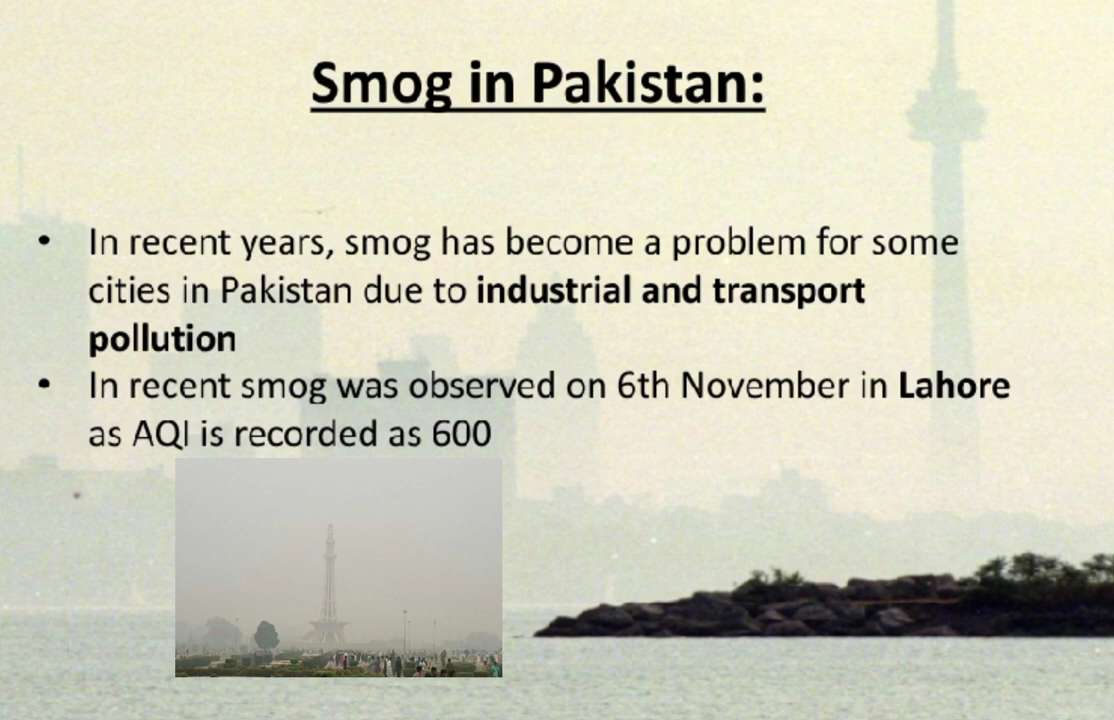 Smog in Pakistan:
• In recent years, smog has become a problem for some
cities in Pakistan due to industrial and transport
pollution
• In recent smog was observed on 6th November in Lahore
as AQI is recorded as 600